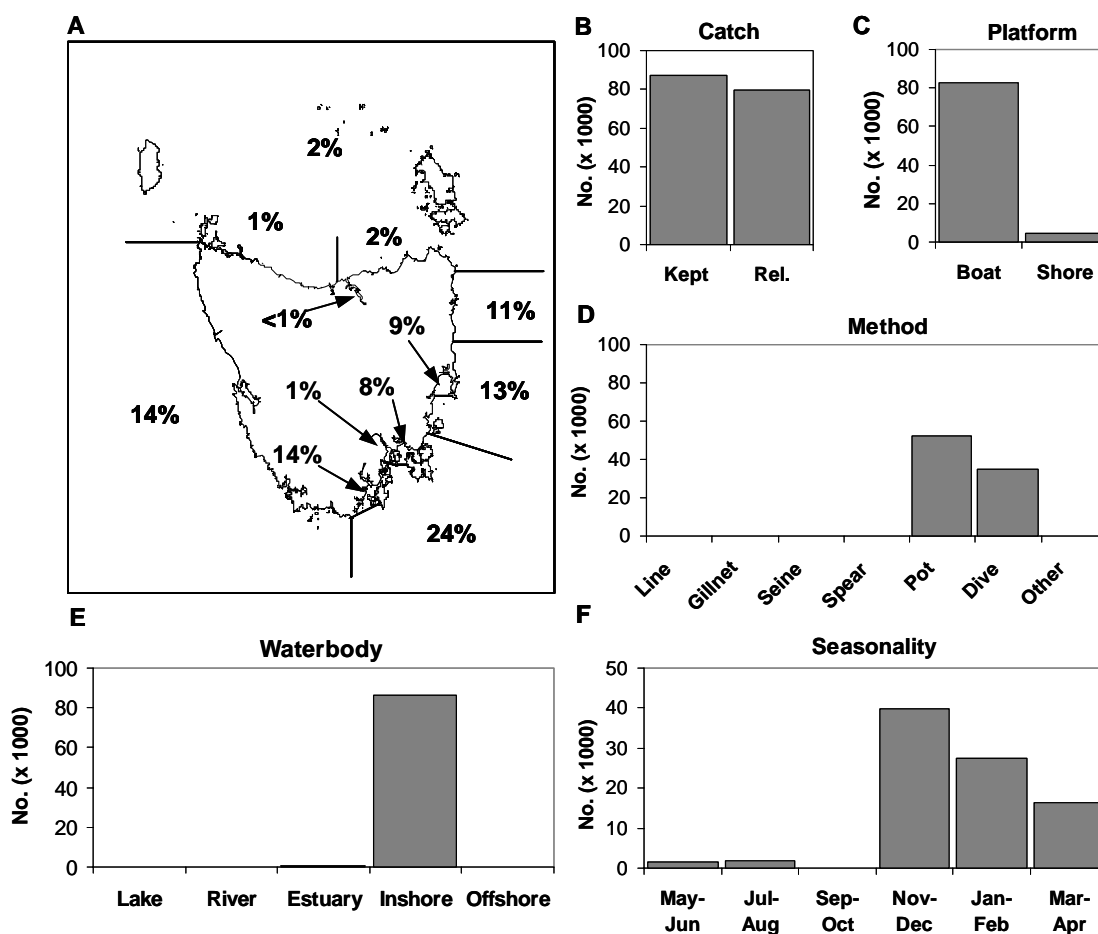 A
2%
1%
2%
<1%
11%
9%
13%
1%
8%
14%
14%
24%
B
Catch
No. (x 1000)
100
80
60
40
20
0
Kept Rel.
C
Platform
No. (x 1000)
100
80
60
40
20
0
Boat Shore
D
Method
No. (x 1000)
100
80
60
40
20
0
Line Gillnet Seine Spear Pot Dive Other
E
Waterbody
No. (x 1000)
100
80
60
40
20
0
Lake River Estuary Inshore Offshore
F
Seasonality
No. (x 1000)
50
40
30
20
10
0
May- Jul- Sep- Nov- Jan- Mar-
Jun Aug Oct Dec Feb Apr